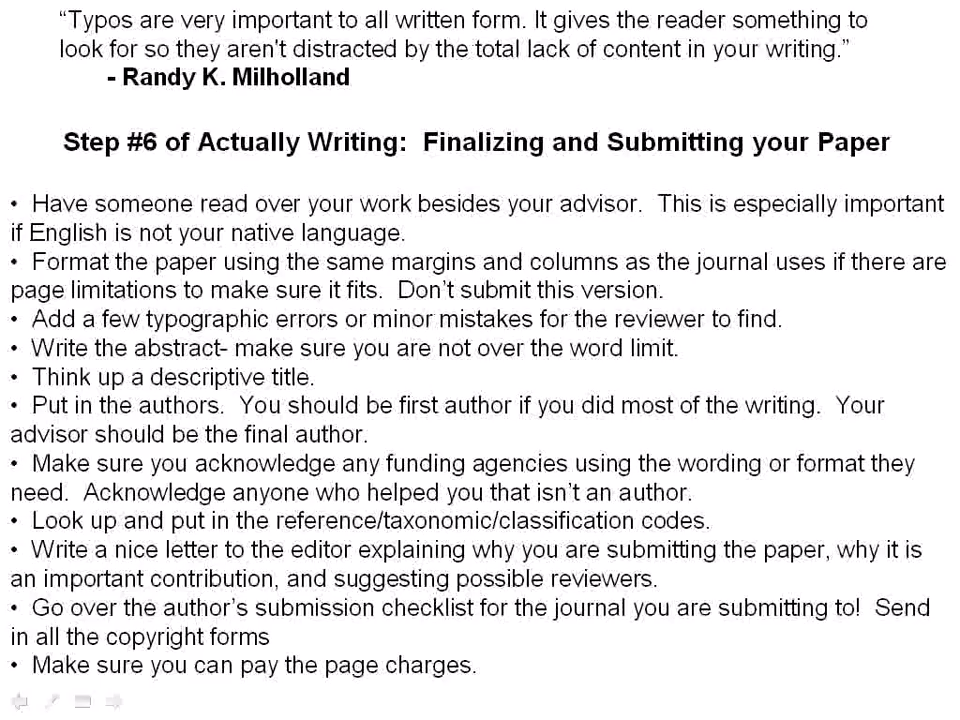 “Typos are very important to all written form. It gives the reader something to
look for so they aren't distracted by the total lack of content in your writing.”
- Randy K. Milholland
Step #6 of Actually Writing:  Finalizing and Submitting your Paper
•  Have someone read over your work besides your advisor.  This is especially important
if English is not your native language.
•  Format the paper using the same margins and columns as the journal uses if there are
page limitations to make sure it fits.  Don’t submit this version.
•  Add a few typographic errors or minor mistakes for the reviewer to find.
•  Write the abstract- make sure you are not over the word limit.
•  Think up a descriptive title.
•  Put in the authors.  You should be first author if you did most of the writing.  Your
advisor should be the final author.
•  Make sure you acknowledge any funding agencies using the wording or format they
need.  Acknowledge anyone who helped you that isn’t an author.
•  Look up and put in the reference/taxonomic/classification codes.
•  Write a nice letter to the editor explaining why you are submitting the paper, why it is
an important contribution, and suggesting possible reviewers.
•  Go over the author’s submission checklist for the journal you are submitting to!  Send
in all the copyright forms
•  Make sure you can pay the page charges.